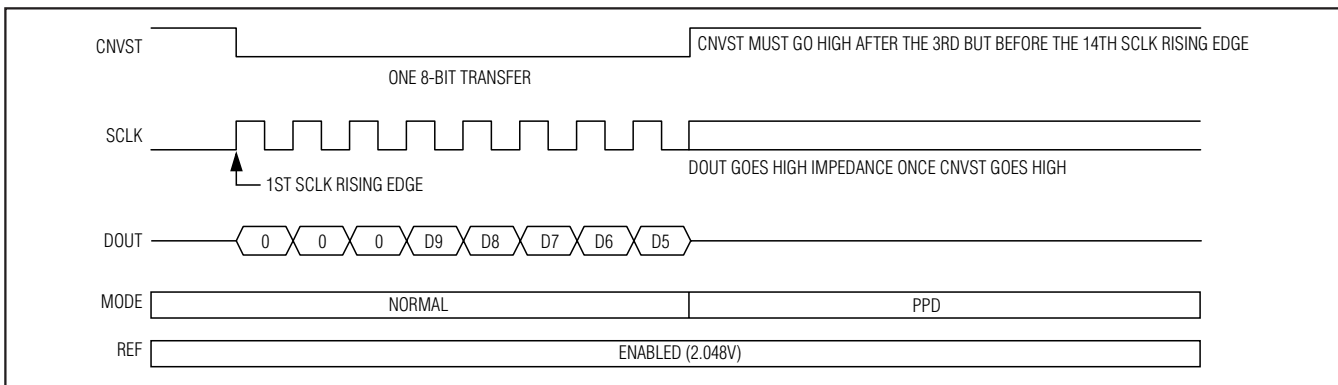 CNVST
CNVST MUST GO HIGH AFTER THE 3RD BUT BEFORE THE 14TH SCLK RISING EDGE
ONE 8-BIT TRANSFER
SCLK
DOUT GOES HIGH IMPEDANCE ONCE CNVST GOES HIGH
1ST SCLK RISING EDGE
DOUT 0 0 0 D9 D8 D7 D6 D5
MODE NORMAL PPD
REF ENABLED (2.048V)